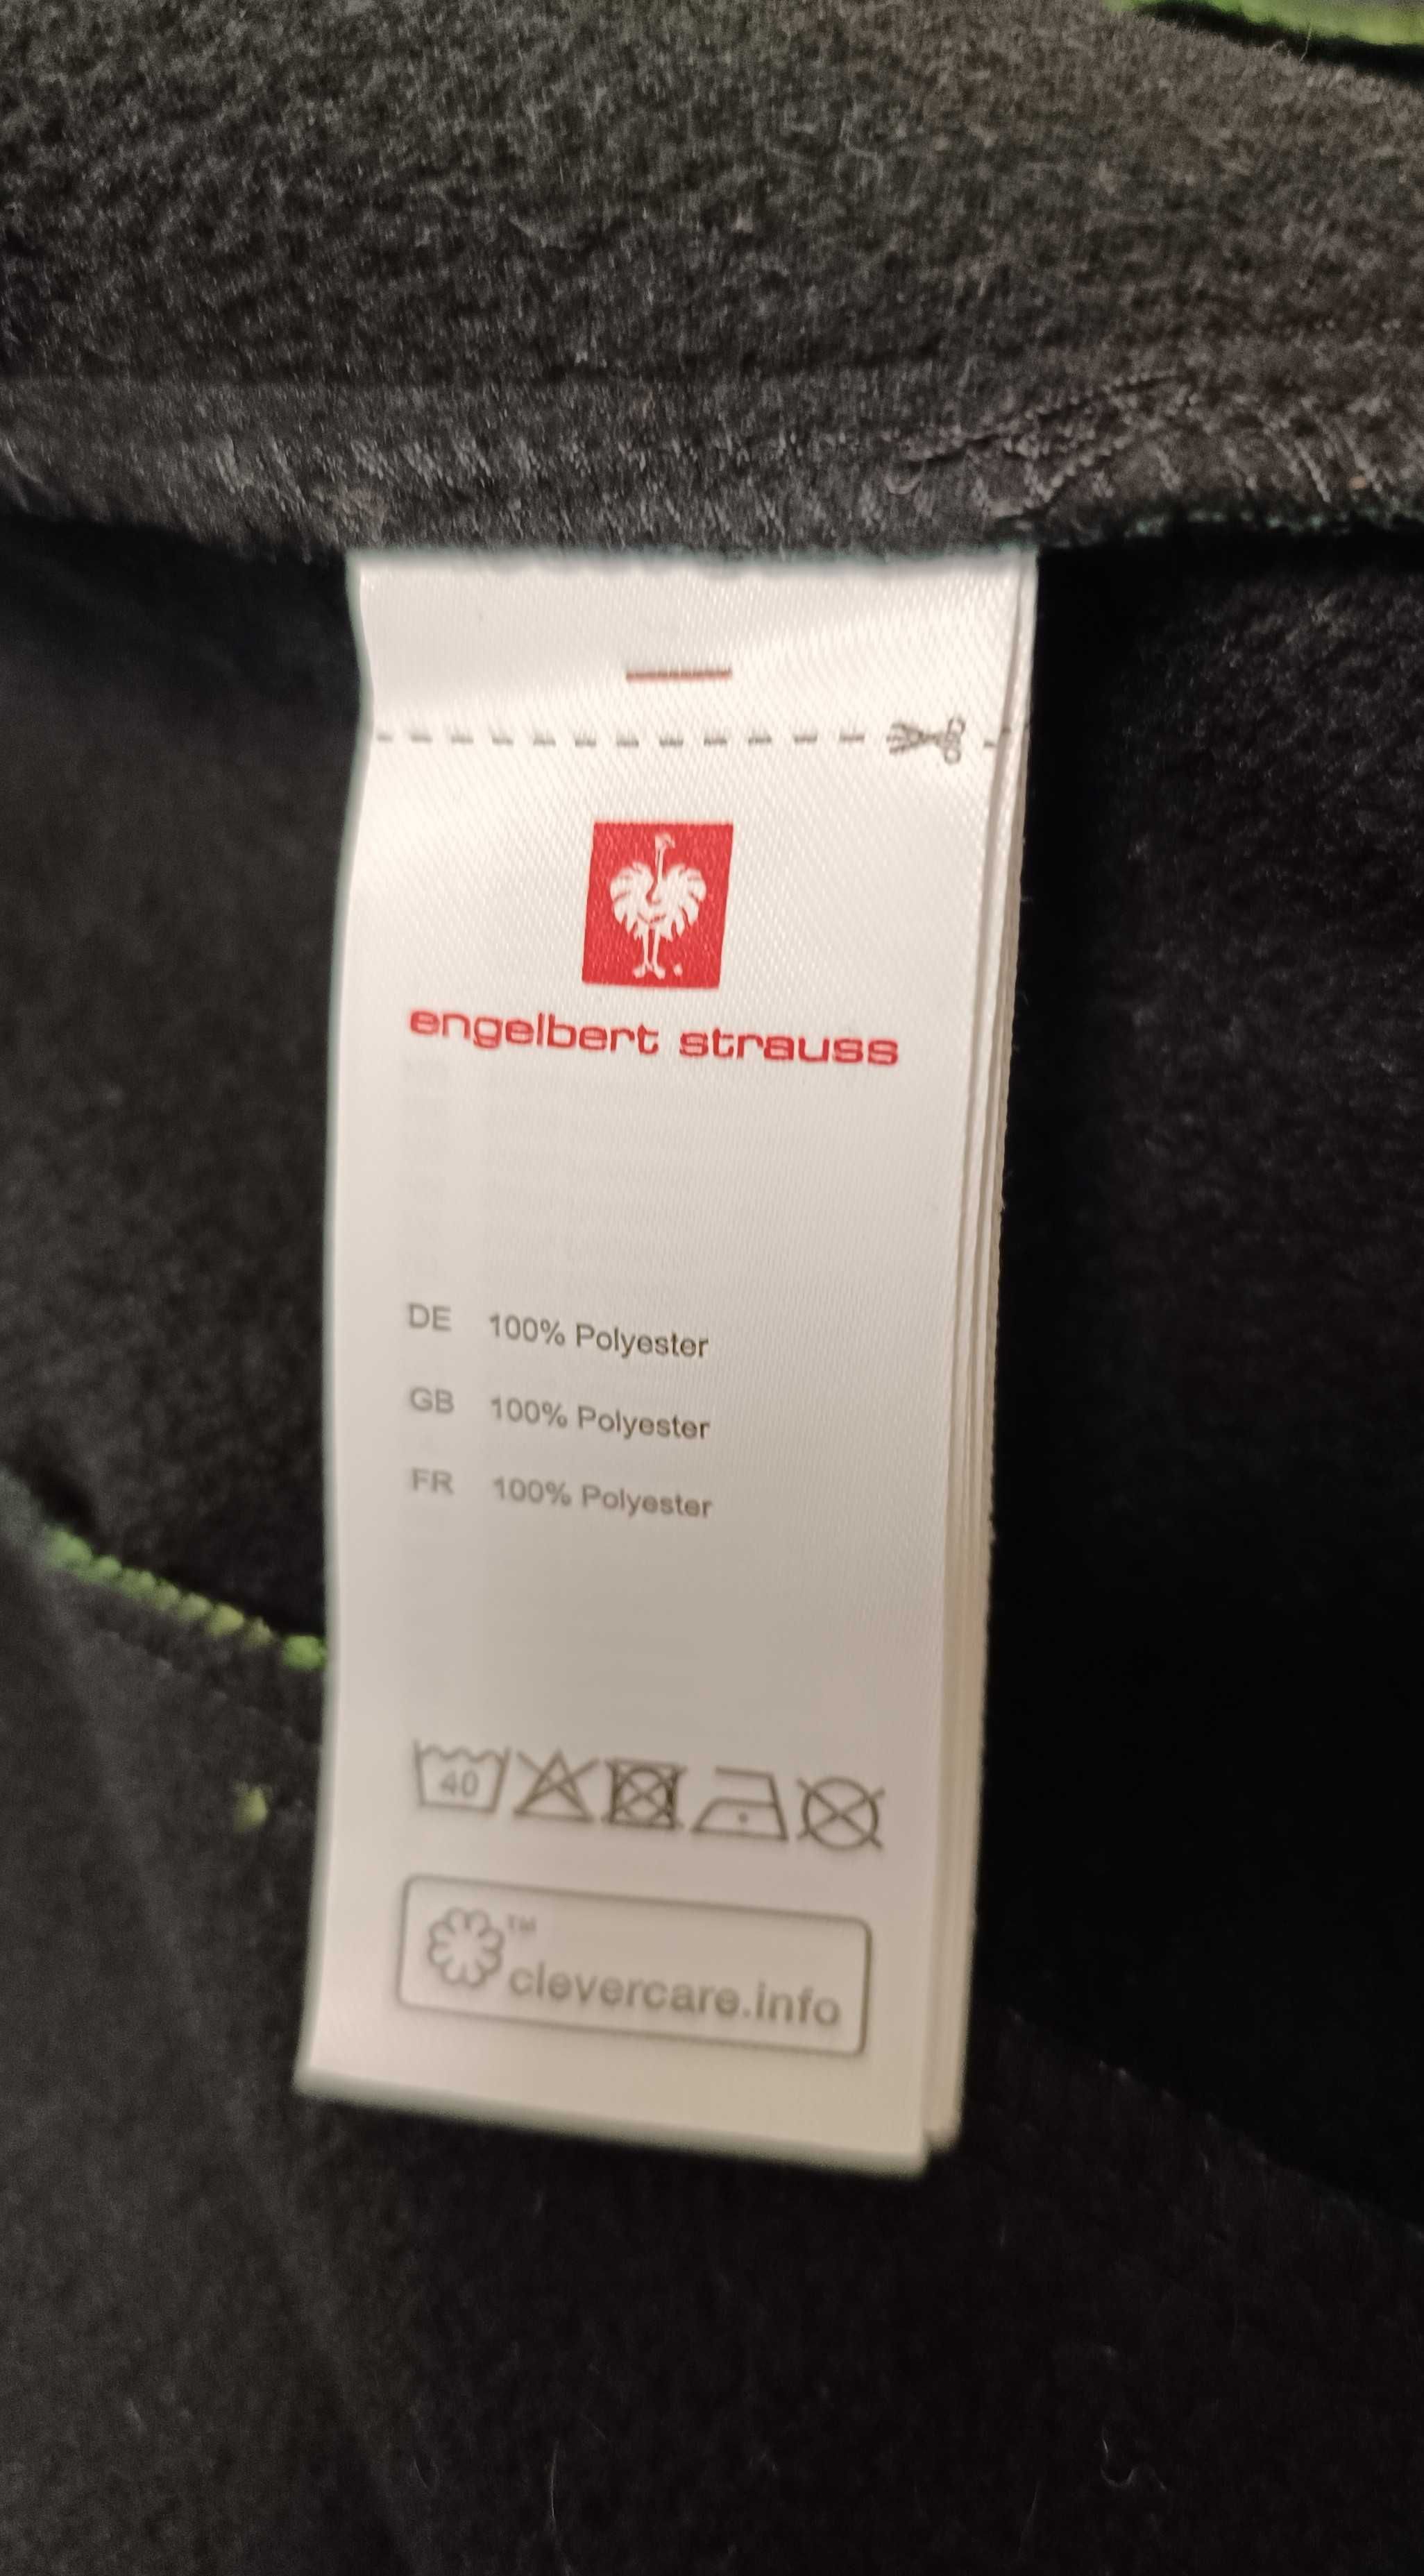 engelbert strauss
DE 100% Polyester
GB 100% Polyester
FR 100% Polyester
40
TM
clevercare.info